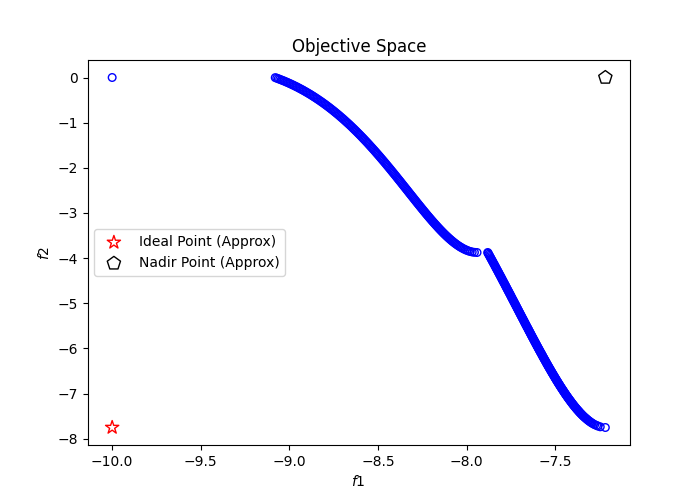 Objective Space
0
−1
−2
−3
−4
−5
−6
−7
−8
f2
Ideal Point (Approx)
Nadir Point (Approx)
−10.0 −9.5 −9.0 −8.5 −8.0 −7.5
f1